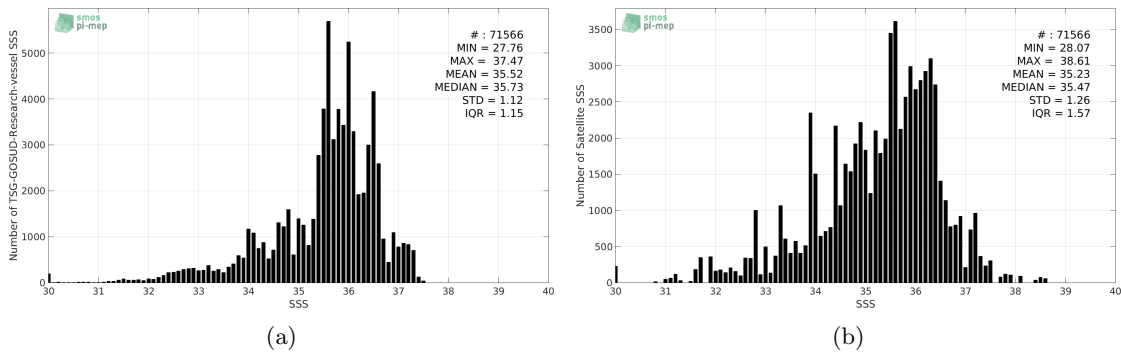 smos
pi-mep
# : 71566
MIN = 27.76
MAX = 37.47
MEAN = 35.52
MEDIAN = 35.73
STD = 1.12
IQR = 1.15
Number of TSG-GOSUD-Research-vessel SSS
5000
4000
3000
2000
1000
0
30 31 32 33 34 35 36 37 38 39 40
SSS
(a)
smos
pi-mep
# : 71566
MIN = 28.07
MAX = 38.61
MEAN = 35.23
MEDIAN = 35.47
STD = 1.26
IQR = 1.57
Number of Satellite SSS
3500
3000
2500
2000
1500
1000
500
0
30 31 32 33 34 35 36 37 38 39 40
SSS
(b)